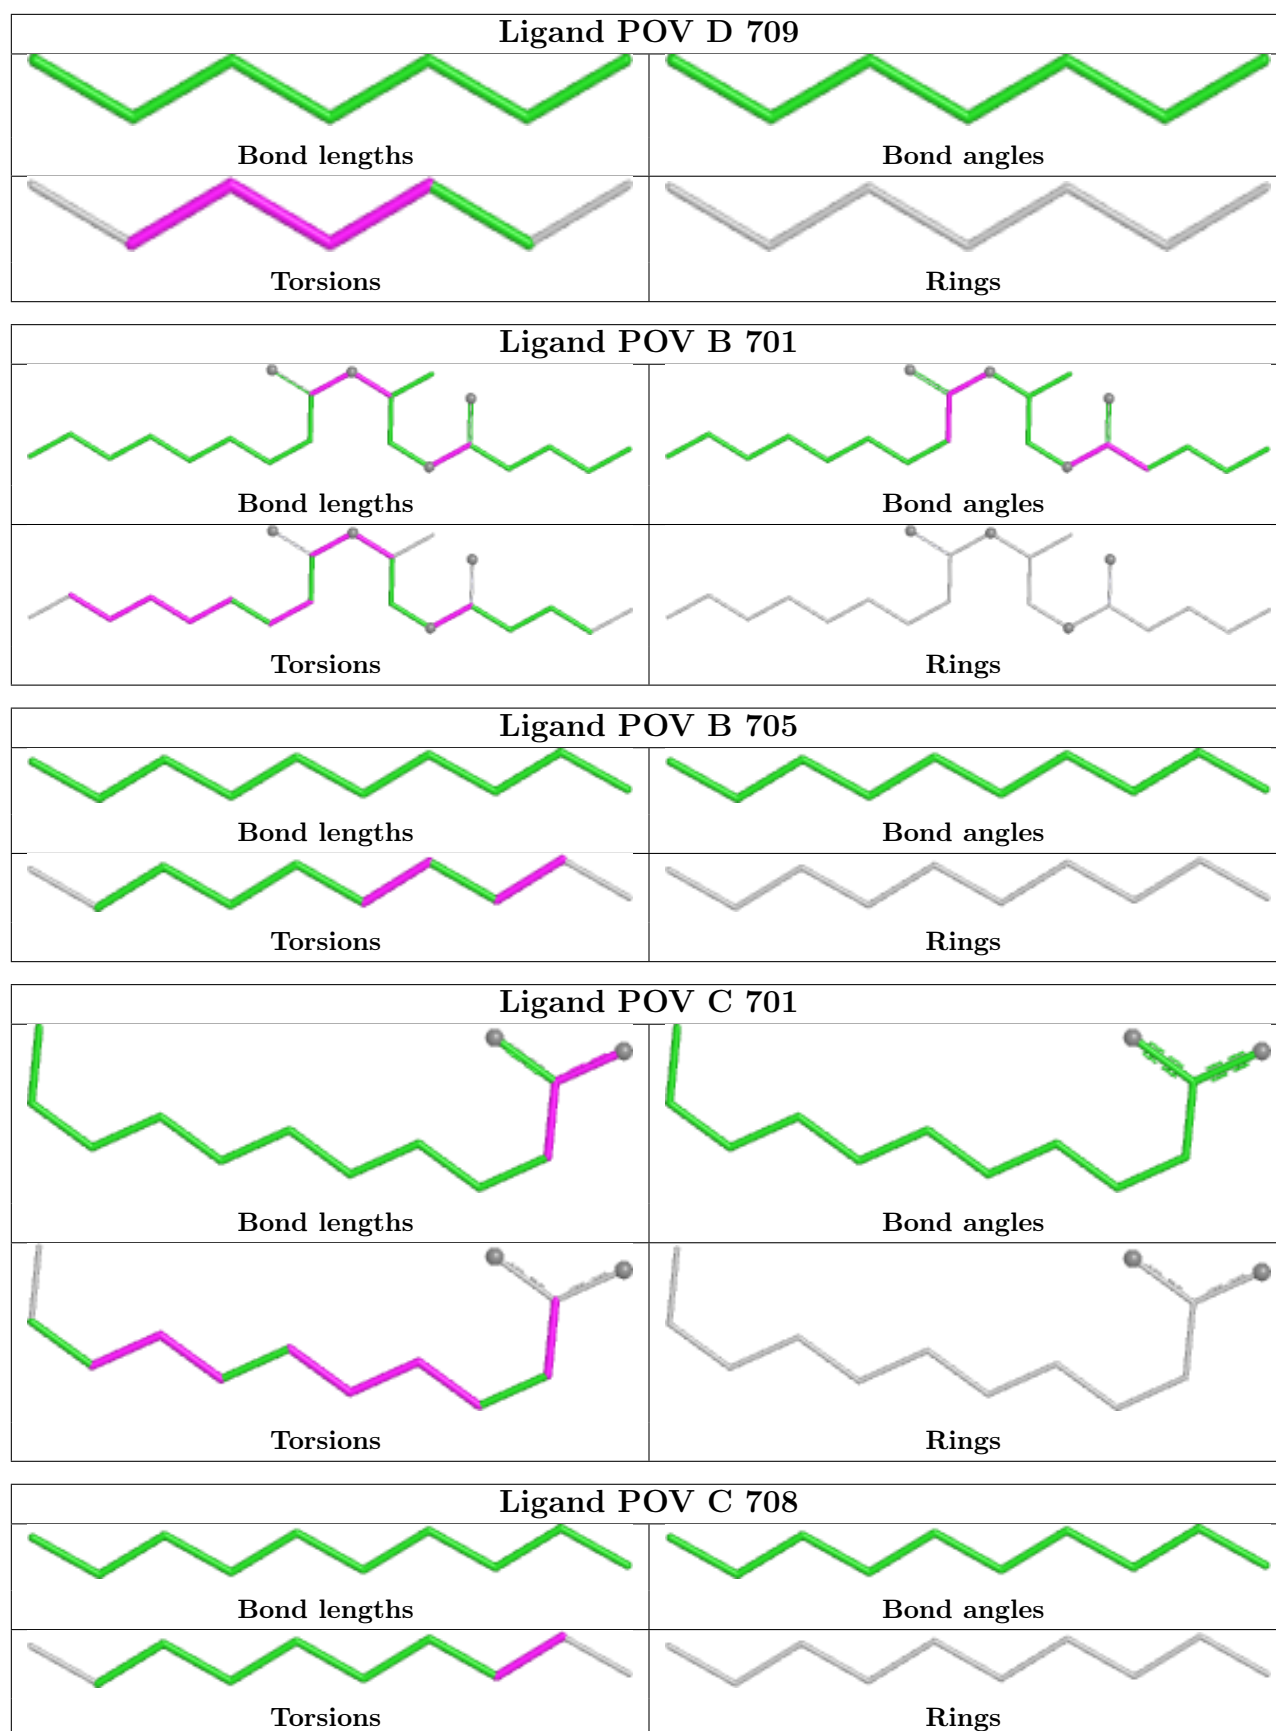 Ligand POV D 709
Bond lengths Bond angles
Torsions Rings
Ligand POV B 701
Bond lengths Bond angles
Torsions Rings
Ligand POV B 705
Bond lengths Bond angles
Torsions Rings
Ligand POV C 701
Bond lengths Bond angles
Torsions Rings
Ligand POV C 708
Bond lengths Bond angles
Torsions Rings